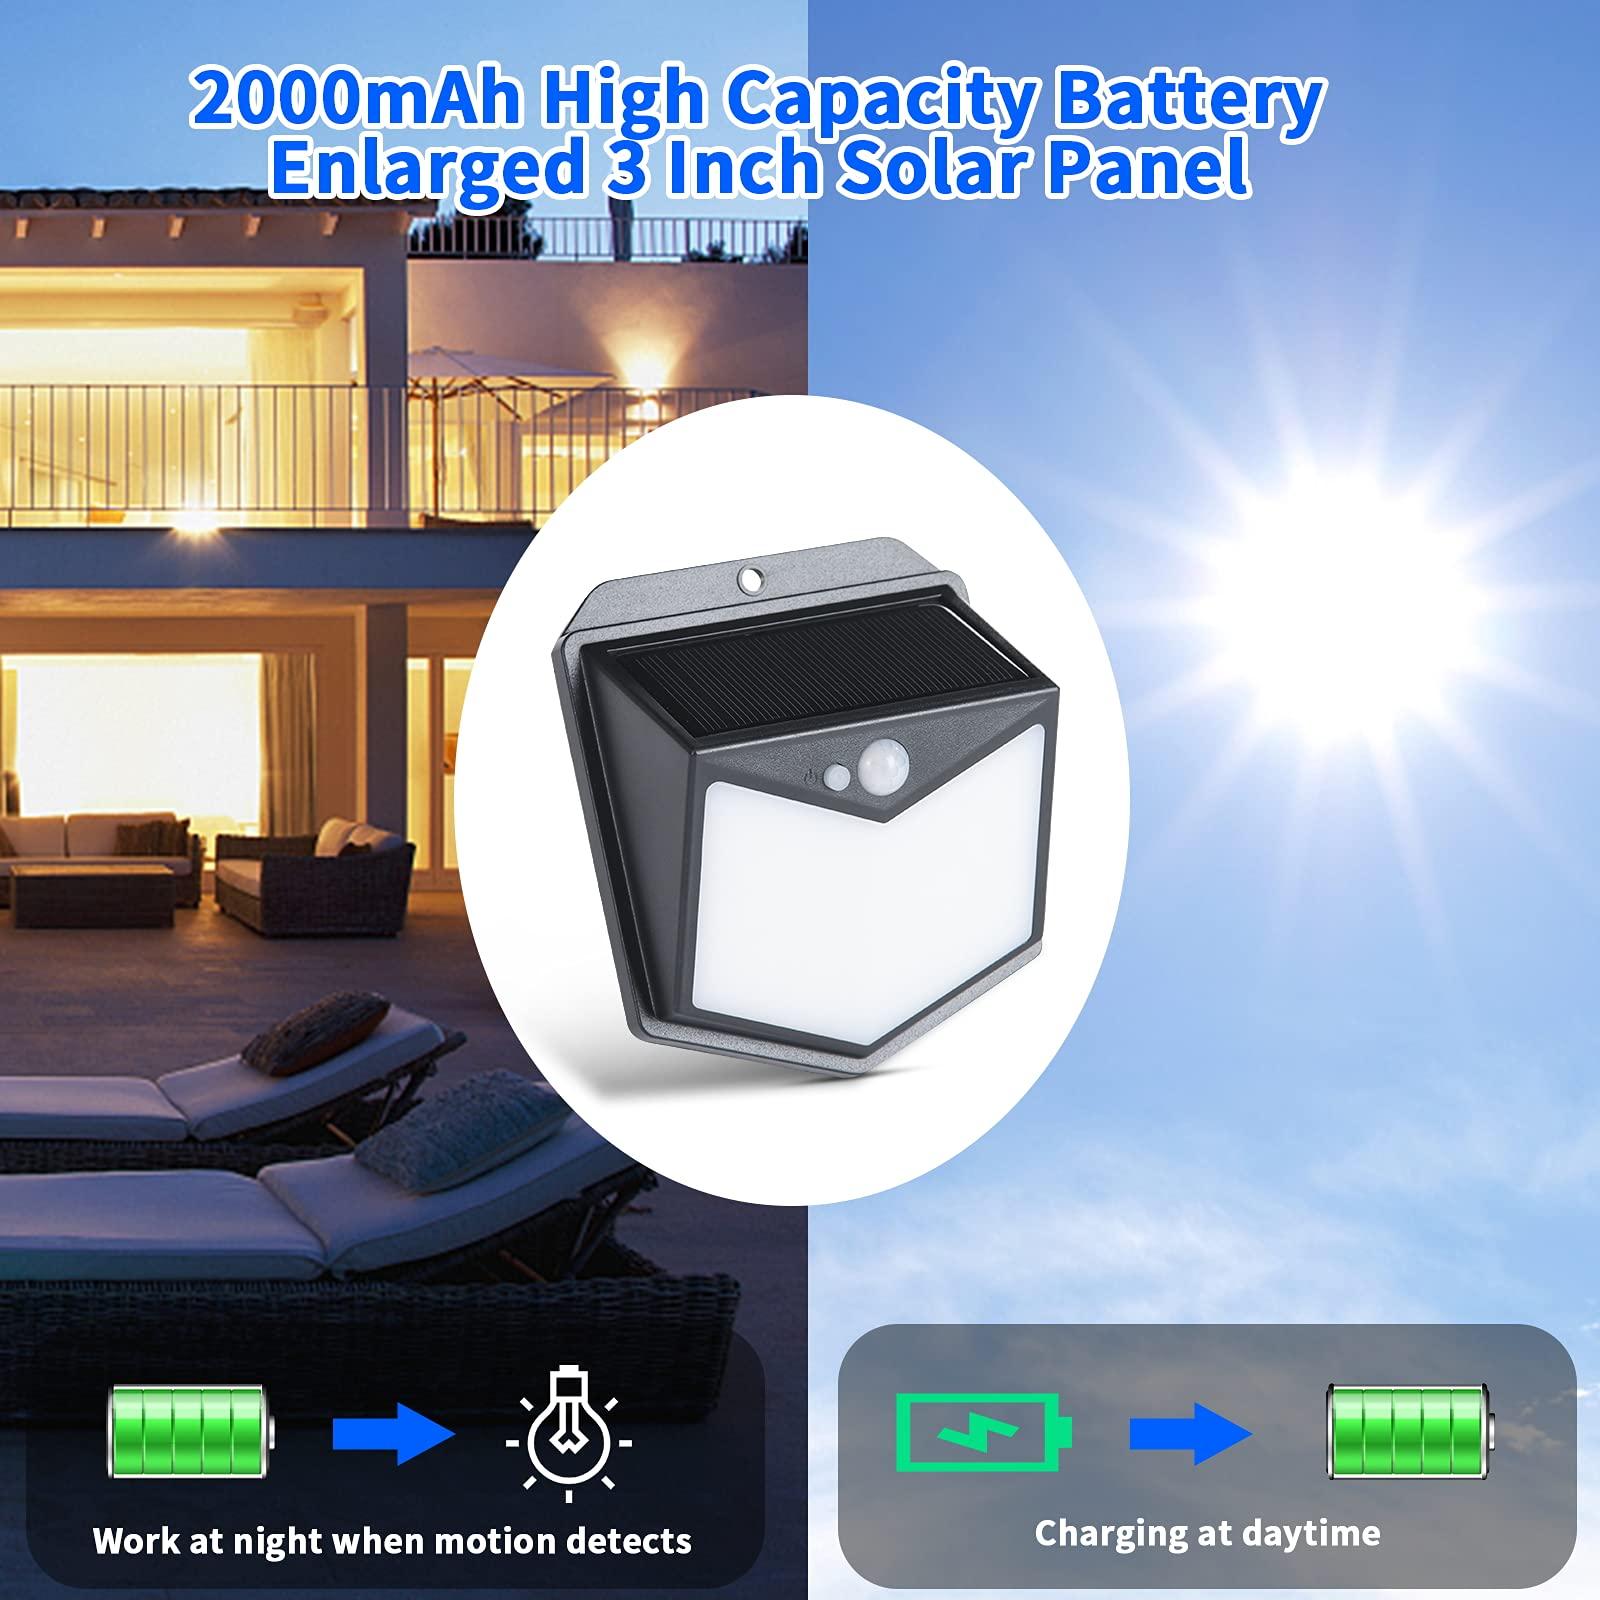 2000mAh High Capacity Battery
Enlarged 3 Inch Solar Panel
Work at night when motion detects
Charging at daytime